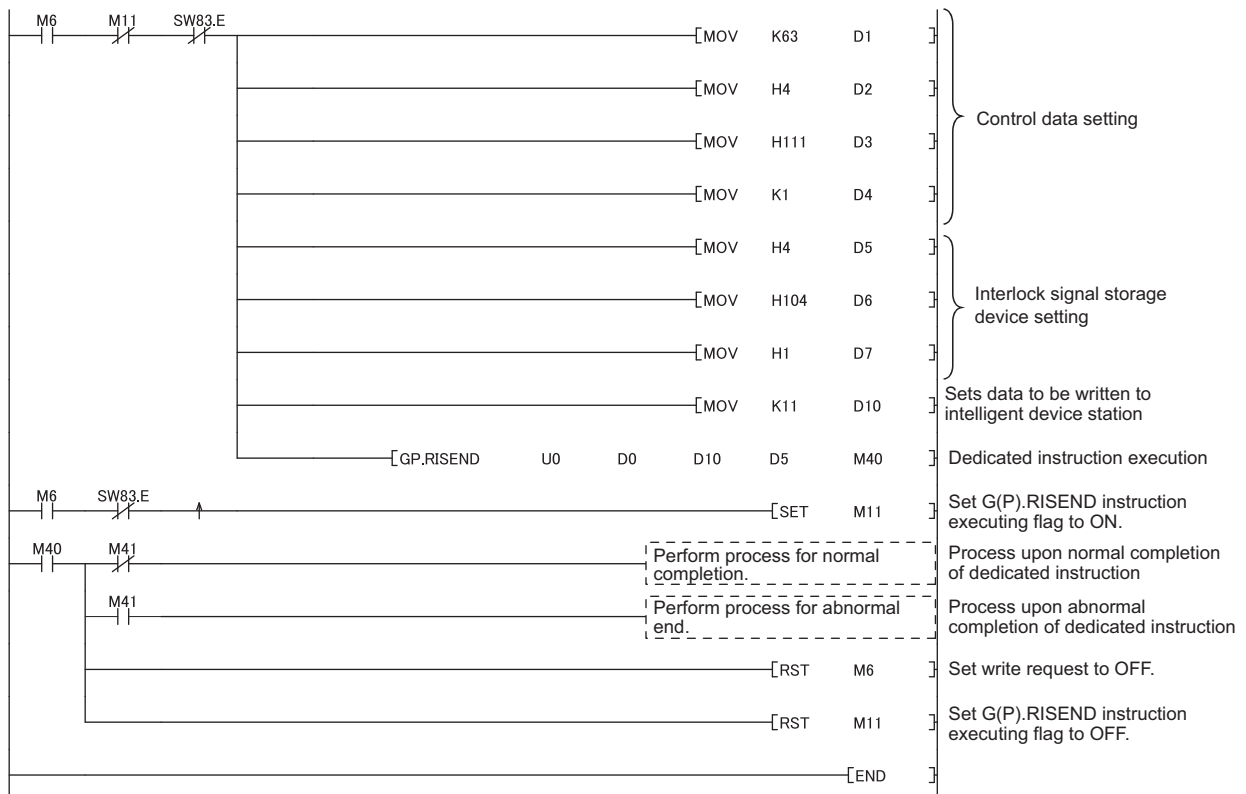 M6 M11 SW83.E
MOV K63 D1
MOV H4 D2
Control data setting
MOV H111 D3
MOV K1 D4
MOV H4 D5
Interlock signal storage
device setting
MOV H104 D6
MOV H1 D7
MOV K11 D10
Sets data to be written to
intelligent device station
GP.RISEND U0 D0 D10 D5 M40
Dedicated instruction execution
M6 SW83.E
SET M11
Set G(P).RISEND instruction
executing flag to ON.
M40 M41
Perform process for normal
completion.
Process upon normal completion
of dedicated instruction
M41
Perform process for abnormal
end.
Process upon abnormal
completion of dedicated instruction
RST M6
Set write request to OFF.
RST M11
Set G(P).RISEND instruction
executing flag to OFF.
END